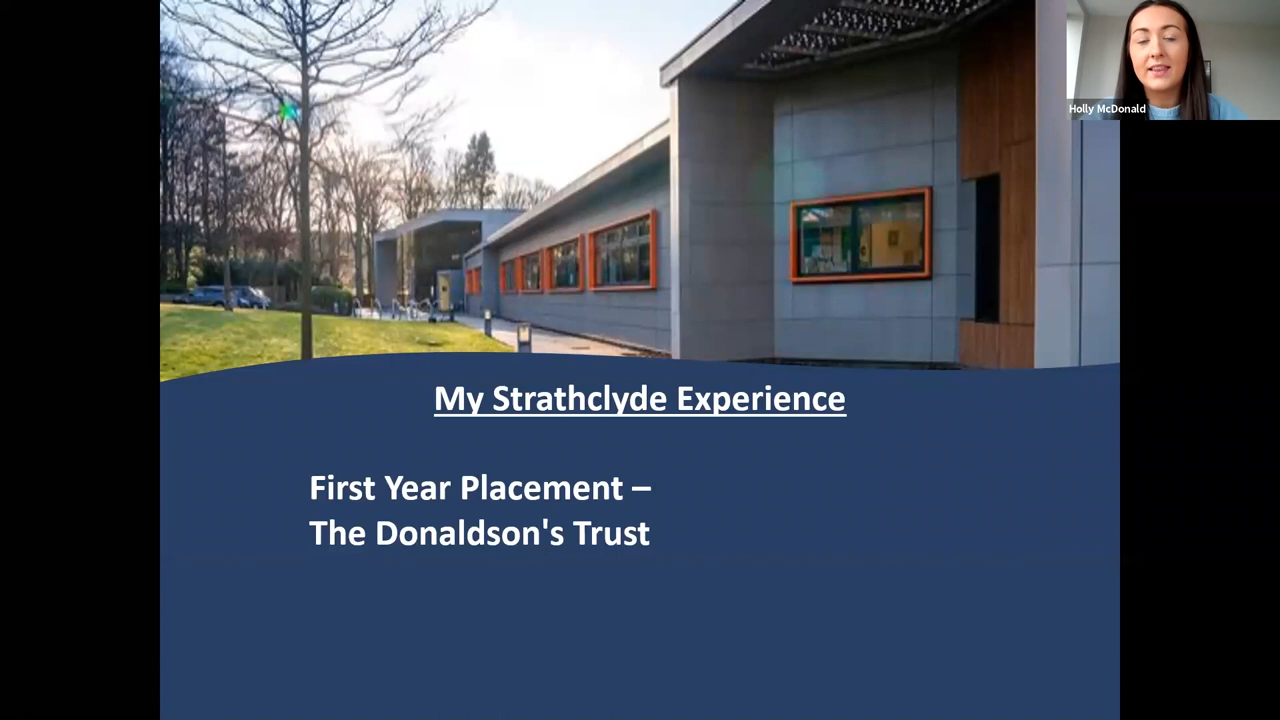 Holly McDonald
My Strathclyde Experience
First Year Placement –
The Donaldson's Trust